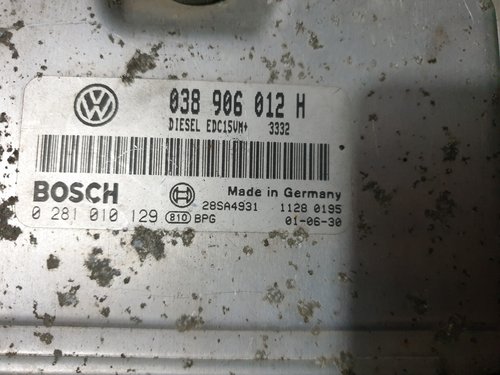 038 906 012 H
DIESEL EDC15VM+ 3332
BOSCH
Made in Germany
28SA4931 1128 0195
0 281 010 129 810 BPG 01-06-30